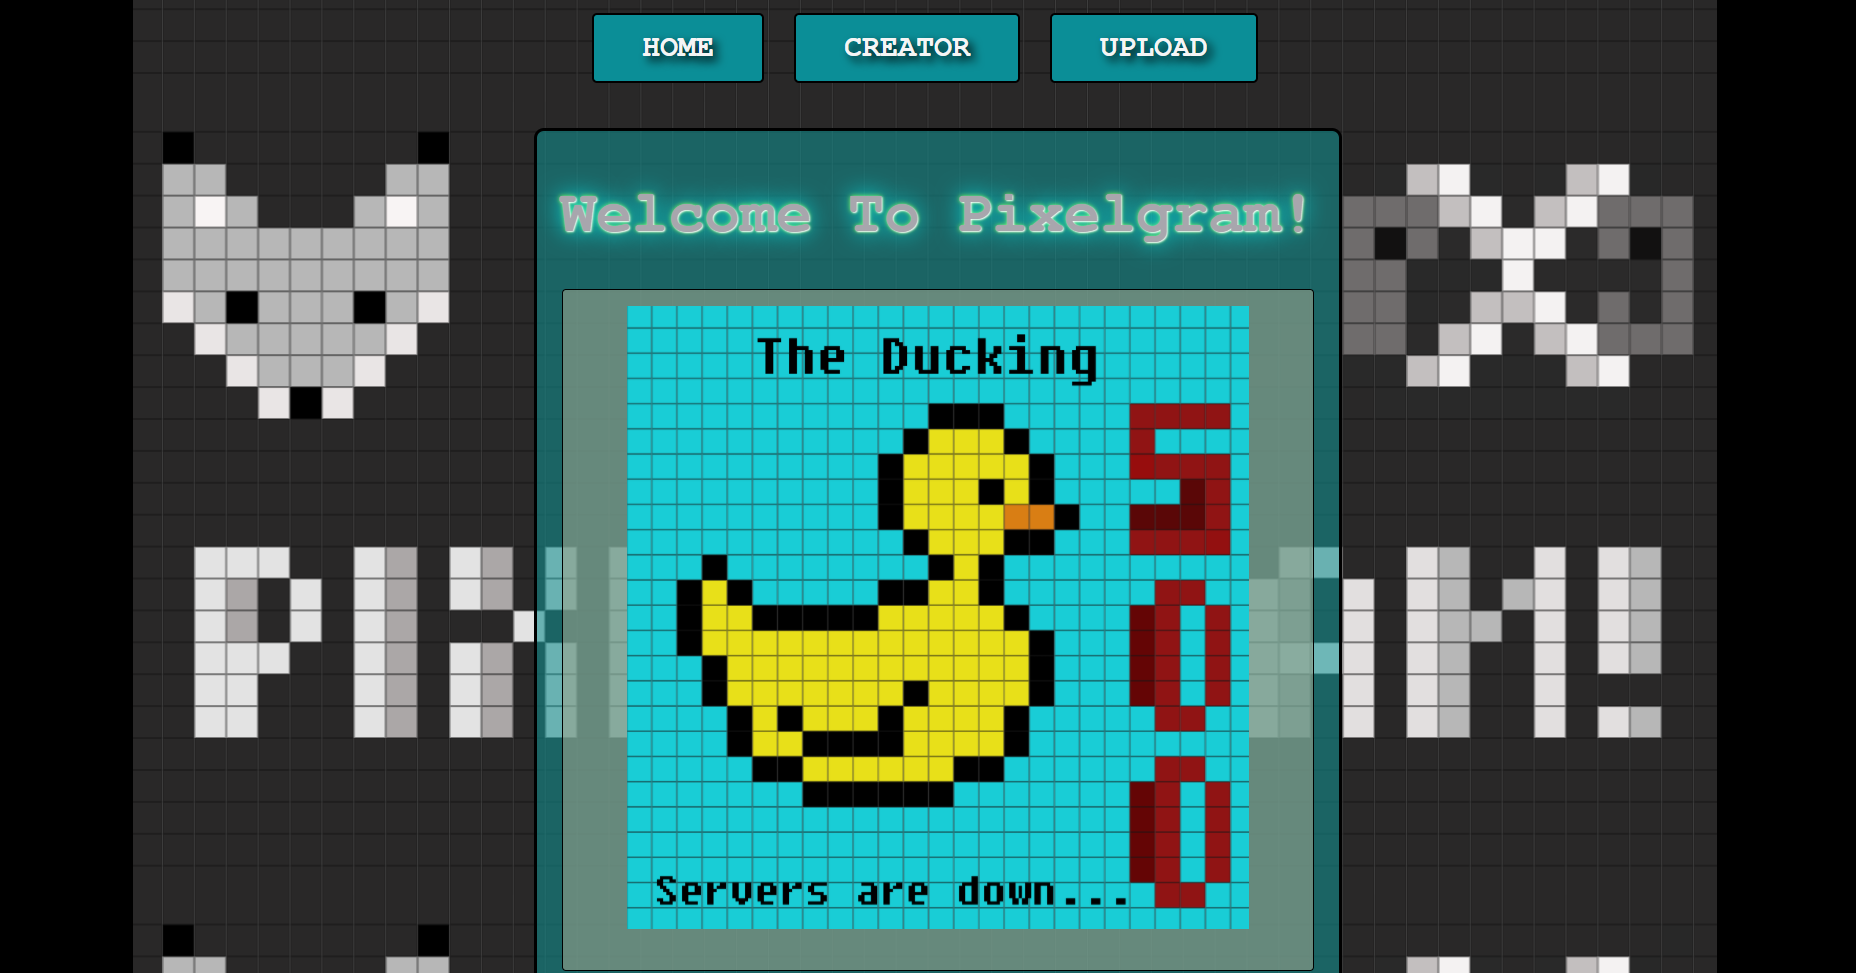 HOME
CREATOR
UPLOAD
Welcome To Pixelgram!
The Ducking
500
Servers are down...